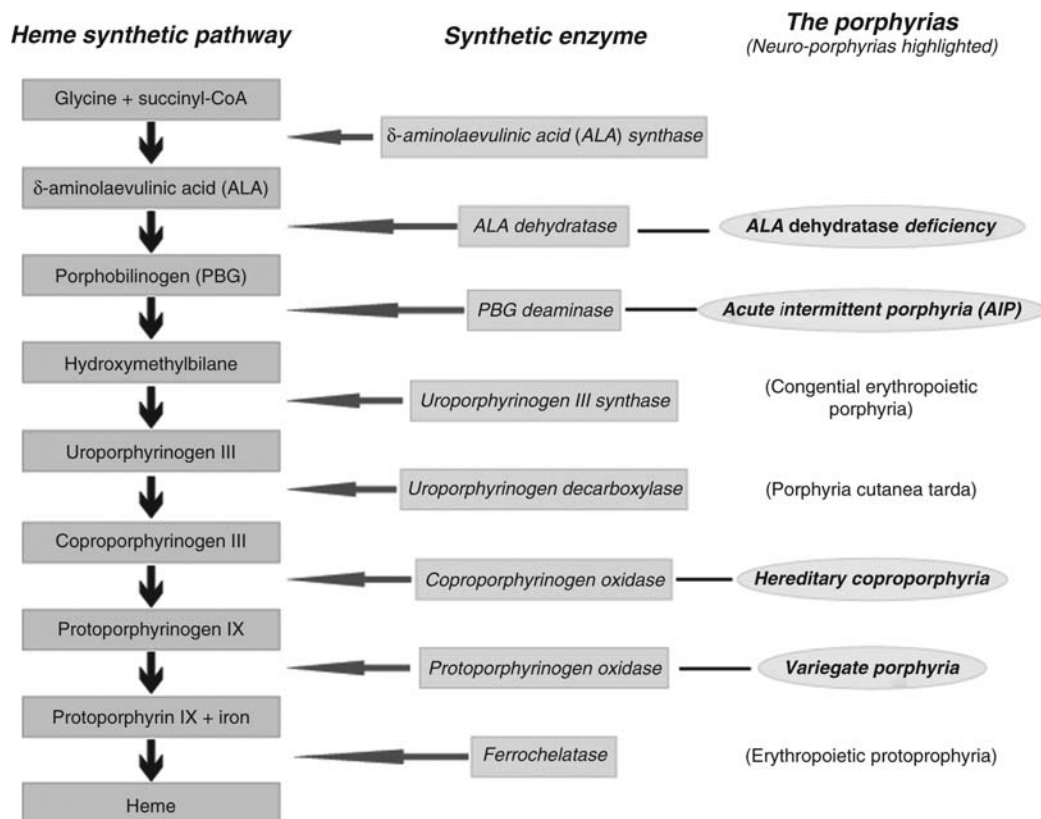 Heme synthetic pathway
Synthetic enzyme
The porphyrias
(Neuro-porphyrias highlighted)
Glycine + succinyl-CoA
δ-aminolaevulinic acid (ALA) synthase
δ-aminolaevulinic acid (ALA)
ALA dehydratase
ALA dehydratase deficiency
Porphobilinogen (PBG)
PBG deaminase
Acute intermittent porphyria (AIP)
Hydroxymethylbilane
Uroporphyrinogen III synthase
(Congential erythropoietic
porphyria)
Uroporphyrinogen III
Uroporphyrinogen decarboxylase
(Porphyria cutanea tarda)
Coproporphyrinogen III
Coproporphyrinogen oxidase
Hereditary coproporphyria
Protoporphyrinogen IX
Protoporphyrinogen oxidase
Variegate porphyria
Protoporphyrin IX + iron
Ferrochelatase
(Erythropoietic protoprophyria)
Heme